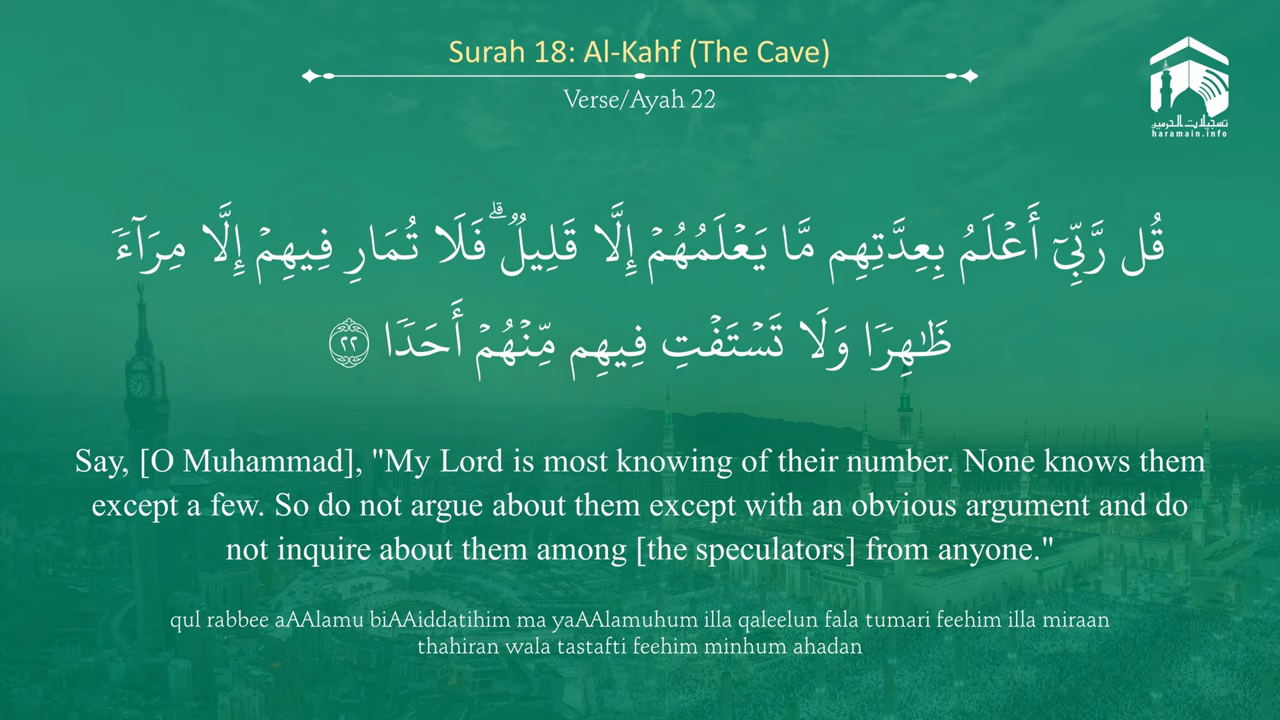 Surah 18: Al-Kahf (The Cave)
Verse/Ayah 22
تسجيلات الحرمين
haramain.info
قُل رَّبِّيٓ أَعۡلَمُ بِعِدَّتِهِم مَّا يَعۡلَمُهُمۡ إِلَّا قَلِيلٞۗ فَلَا تُمَارِ فِيهِمۡ إِلَّا مِرَآءٗ
ظَٰهِرٗا وَلَا تَسۡتَفۡتِ فِيهِم مِّنۡهُمۡ أَحَدٗا ٢٢
Say, [O Muhammad], "My Lord is most knowing of their number. None knows them
except a few. So do not argue about them except with an obvious argument and do
not inquire about them among [the speculators] from anyone."
qul rabbee aAAlamu biAAiddatihim ma yaAAlamuhum illa qaleelun fala tumari feehim illa miraan
thahiran wala tastafti feehim minhum ahadan